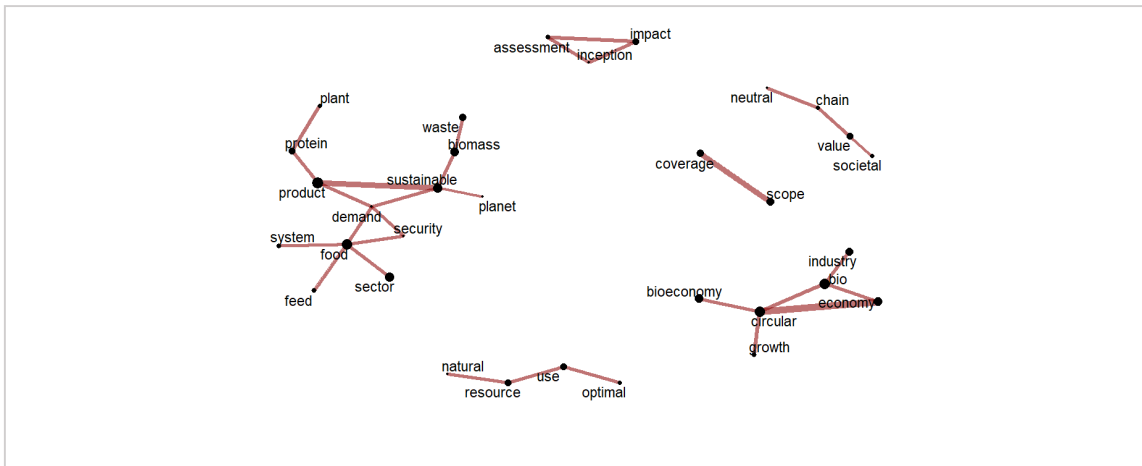 impact
assessment
inception
plant
neutral
chain
waste
protein
biomass
value
coverage
societal
sustainable
product
scope
planet
demand
security
system
food
industry
bio
sector
feed
bioeconomy
economy
circular
growth
natural
use
resource
optimal